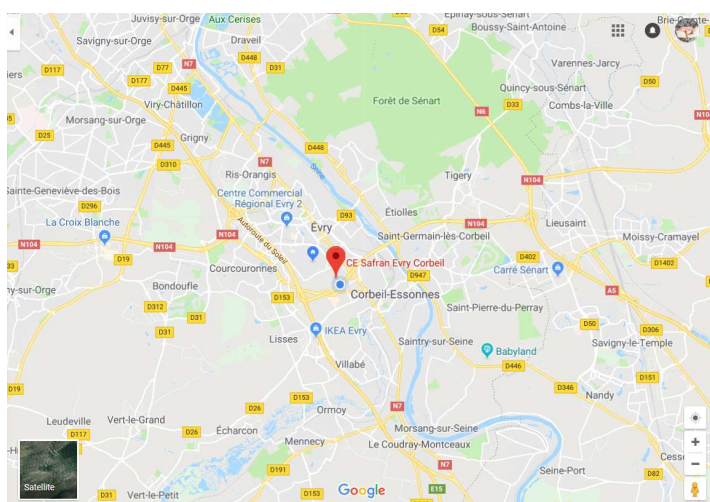 Juvisy-sur-Orge
Aux Cerises
Epinay-sous-Sénart
Brie-Comte-
Savigny-sur-Orge
Draveil
D54
Boussy-Saint-Antoine
D448
D117
D77
N7
D31
Varennes-Jarcy
D177
D445
D50
Quincy-sous-Sénart
Viry-Châtillon
Forêt de Sénart
D33
Combs-la-Ville
N6
Morsang-sur-Orge
D25
Grigny
D445
D448
D310
N7
Seine
Ris-Orangis
Tigery
N104
Sainte-Geneviève-des-Bois
Centre Commercial
Régional Evry 2
D296
La Croix Blanche
D93
Étiolles
Évry
N104
Lieusaint
N104
N104
N104
Autoroute du Soleil
Saint-Germain-lès-Corbeil
Moissy-Cramayel
D19
CE Safran Evry Corbeil
D402
D1402
Courcouronnes
D947
Carré Sénart
Bondoufle
Corbeil-Essonnes
A5
D153
D312
Saint-Pierre-du-Perray
D31
D50
D31
IKEA Evry
D306
Lisses
Saintry-sur-Seine
Savigny-le-Temple
Babyland
Villabé
D446
D151
D19
D346
Nandy
D153
D26
N7
Ormoy
Leudeville
Vert-le-Grand
Écharcon
Morsang-sur-Seine
D117
D26
Mennecy
Le Coudray-Montceaux
D191
Seine-Port
D82
Satellite
D31
Vert-le-Petit
D153
Google
E15